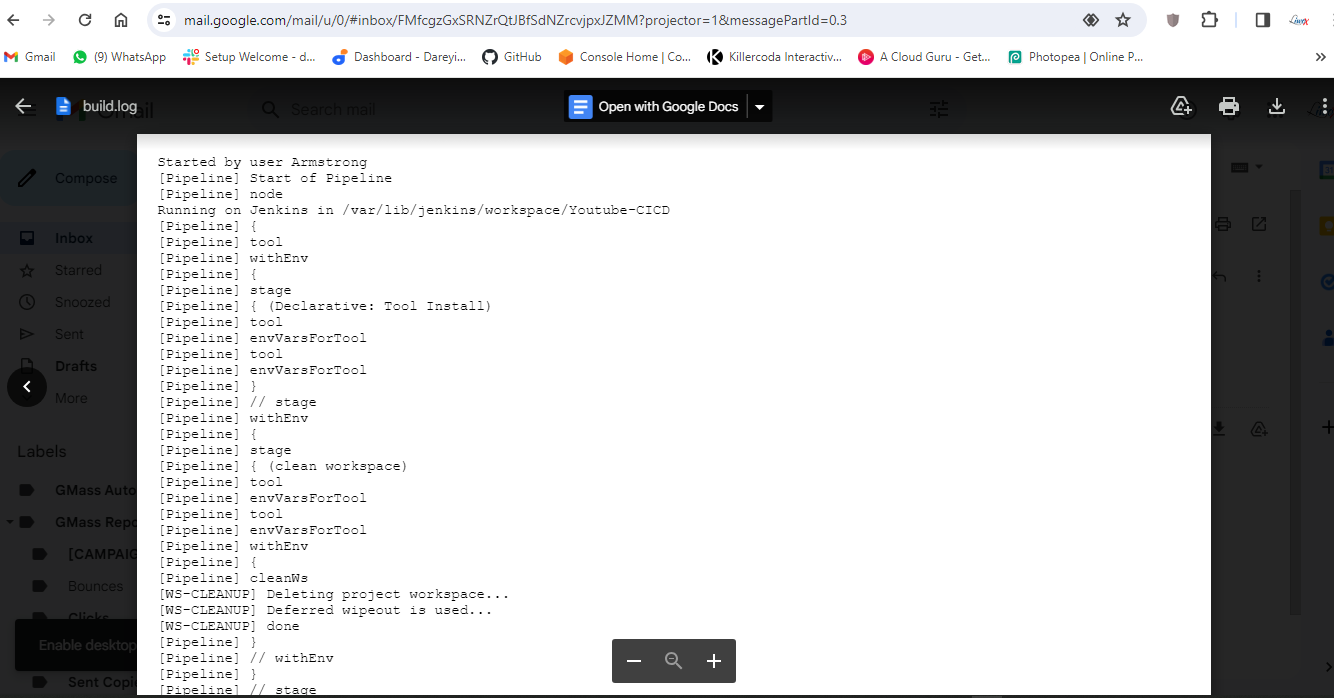 mail.google.com/mail/u/0/#inbox/FMfcgzGxSRNZrQtJBfSdNZrcvjpxJZMM?projector=1&messagePartId=0.3
Gmail
(9) WhatsApp
Setup Welcome - d...
Dashboard - Dareyi...
GitHub
Console Home | Co...
Killercoda Interactiv...
A Cloud Guru - Get...
Photopea | Online P...
build.log
Search mail
Open with Google Docs
Compose
Inbox
Starred
Snoozed
Sent
Drafts
More
Labels
GMass Auto
GMass Repo
[CAMPAIG
Bounces
Clicks
Enable desktop
Sent Copi
Started by user Armstrong
[Pipeline] Start of Pipeline
[Pipeline] node
Running on Jenkins in /var/lib/jenkins/workspace/Youtube-CICD
[Pipeline] {
[Pipeline] tool
[Pipeline] withEnv
[Pipeline] {
[Pipeline] stage
[Pipeline] { (Declarative: Tool Install)
[Pipeline] tool
[Pipeline] envVarsForTool
[Pipeline] tool
[Pipeline] envVarsForTool
[Pipeline] }
[Pipeline] // stage
[Pipeline] withEnv
[Pipeline] {
[Pipeline] stage
[Pipeline] { (clean workspace)
[Pipeline] tool
[Pipeline] envVarsForTool
[Pipeline] tool
[Pipeline] envVarsForTool
[Pipeline] withEnv
[Pipeline] {
[Pipeline] cleanWs
[WS-CLEANUP] Deleting project workspace...
[WS-CLEANUP] Deferred wipeout is used...
[WS-CLEANUP] done
[Pipeline] }
[Pipeline] // withEnv
[Pipeline] }
[Pipeline] // stage